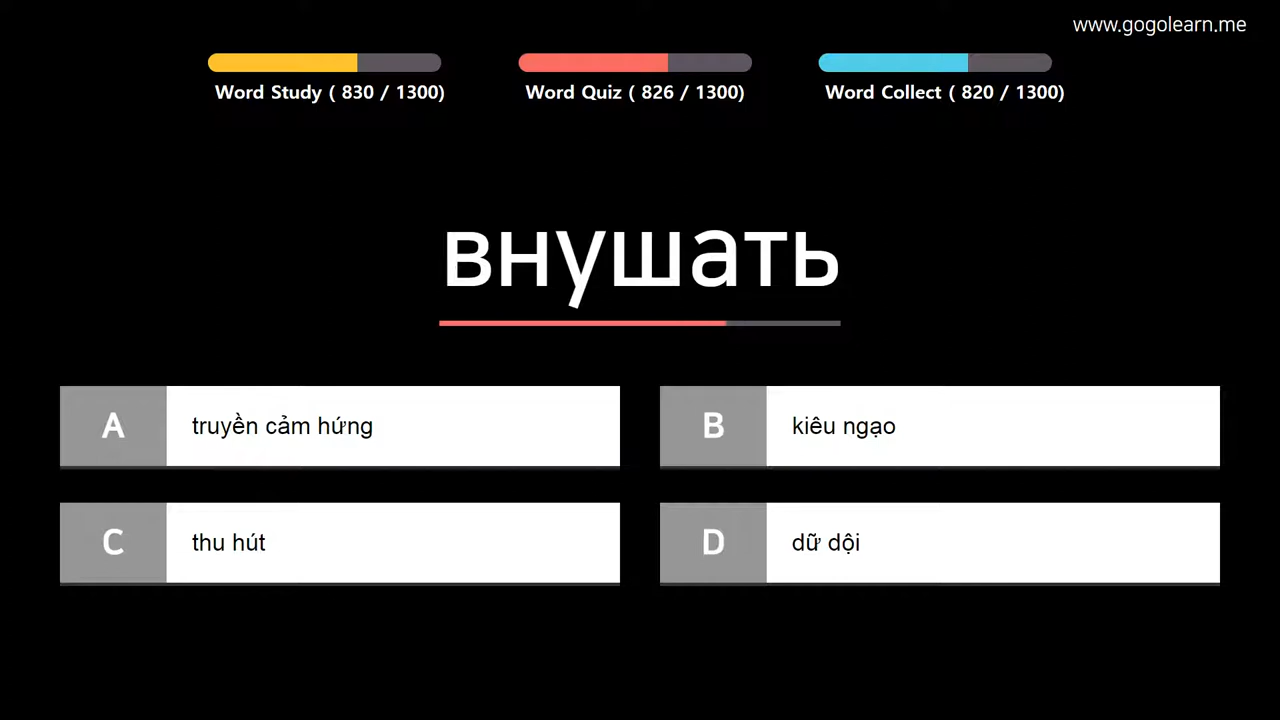 www.gogolearn.me
Word Study ( 830 / 1300)
Word Quiz ( 826 / 1300)
Word Collect ( 820 / 1300)
внушать
A truyền cảm hứng
B kiêu ngạo
C thu hút
D dữ dội